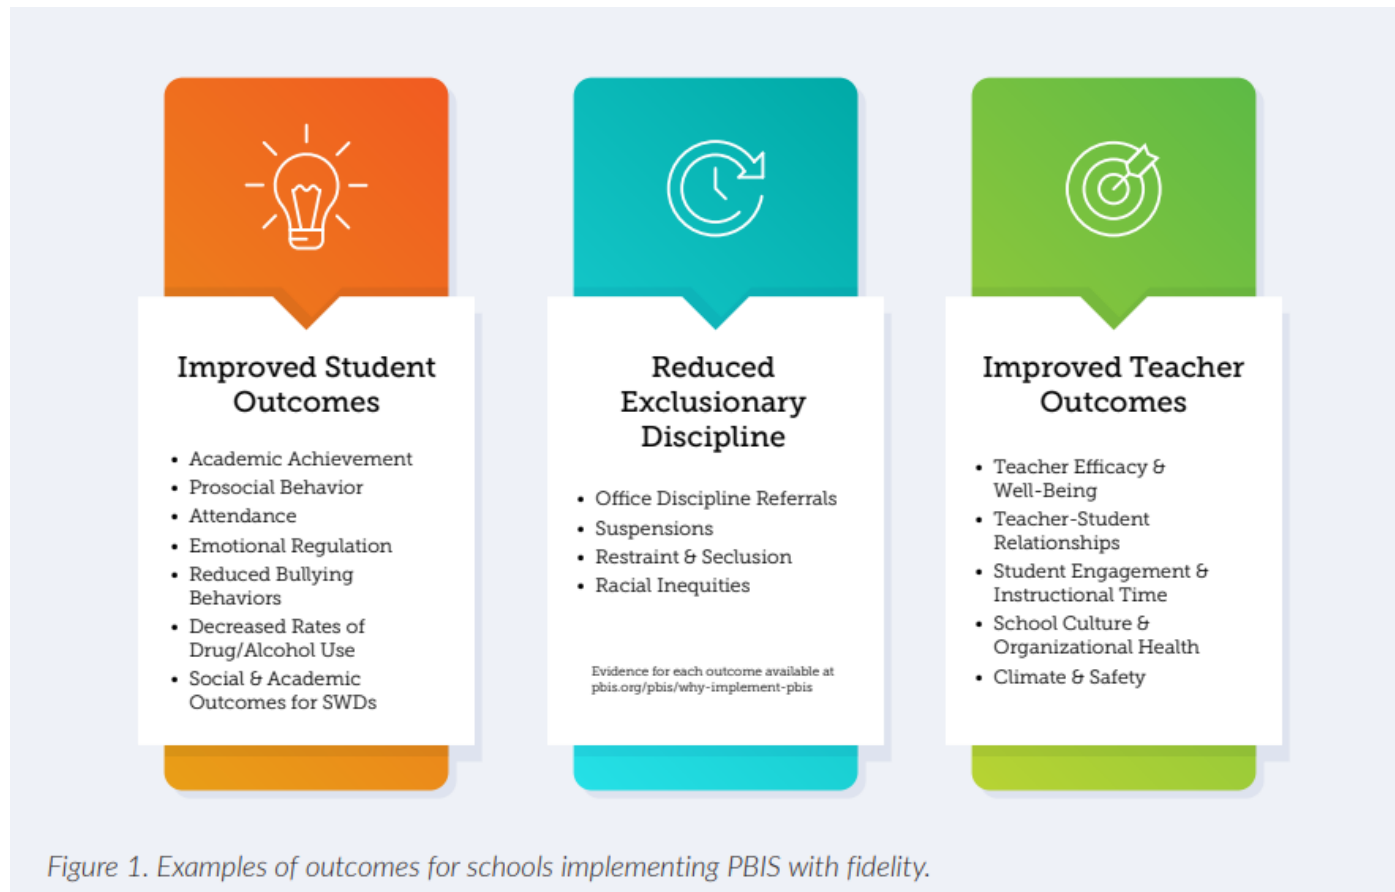 Improved Student
Outcomes
• Academic Achievement
• Prosocial Behavior
• Attendance
• Emotional Regulation
• Reduced Bullying
Behaviors
• Decreased Rates of
Drug/Alcohol Use
• Social & Academic
Outcomes for SWDs
Reduced
Exclusionary
Discipline
• Office Discipline Referrals
• Suspensions
• Restraint & Seclusion
• Racial Inequities
Evidence for each outcome available at
pbis.org/pbis/why-implement-pbis
Improved Teacher
Outcomes
• Teacher Efficacy &
Well-Being
• Teacher-Student
Relationships
• Student Engagement &
Instructional Time
• School Culture &
Organizational Health
• Climate & Safety
Figure 1. Examples of outcomes for schools implementing PBIS with fidelity.